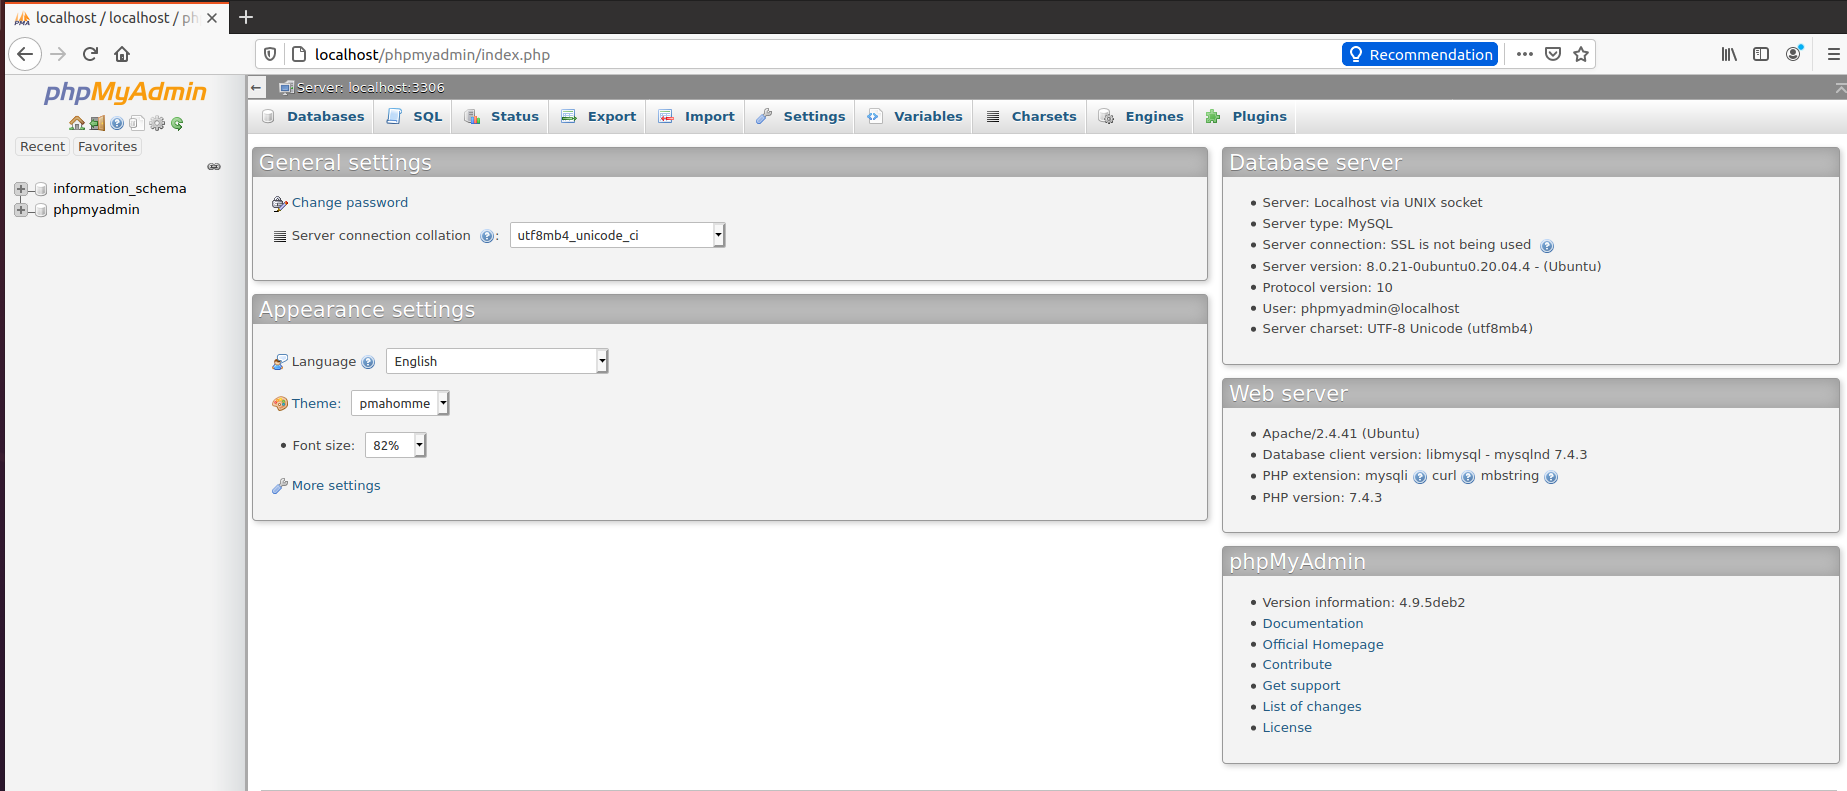 localhost / localhost / ph
localhost/phpmyadmin/index.php
Recommendation
phpMyAdmin
Recent
Favorites
information_schema
phpmyadmin
Server: localhost:3306
Databases
SQL
Status
Export
Import
Settings
Variables
Charsets
Engines
Plugins
General settings
Change password
Server connection collation
:
utf8mb4_unicode_ci
Appearance settings
Language
English
Theme:
pmahomme
• Font size:
82%
More settings
Database server
• Server: Localhost via UNIX socket
• Server type: MySQL
• Server connection: SSL is not being used
• Server version: 8.0.21-0ubuntu0.20.04.4 - (Ubuntu)
• Protocol version: 10
• User: phpmyadmin@localhost
• Server charset: UTF-8 Unicode (utf8mb4)
Web server
• Apache/2.4.41 (Ubuntu)
• Database client version: libmysql - mysqlnd 7.4.3
• PHP extension: mysqli curl mbstring
• PHP version: 7.4.3
phpMyAdmin
• Version information: 4.9.5deb2
• Documentation
• Official Homepage
• Contribute
• Get support
• List of changes
• License